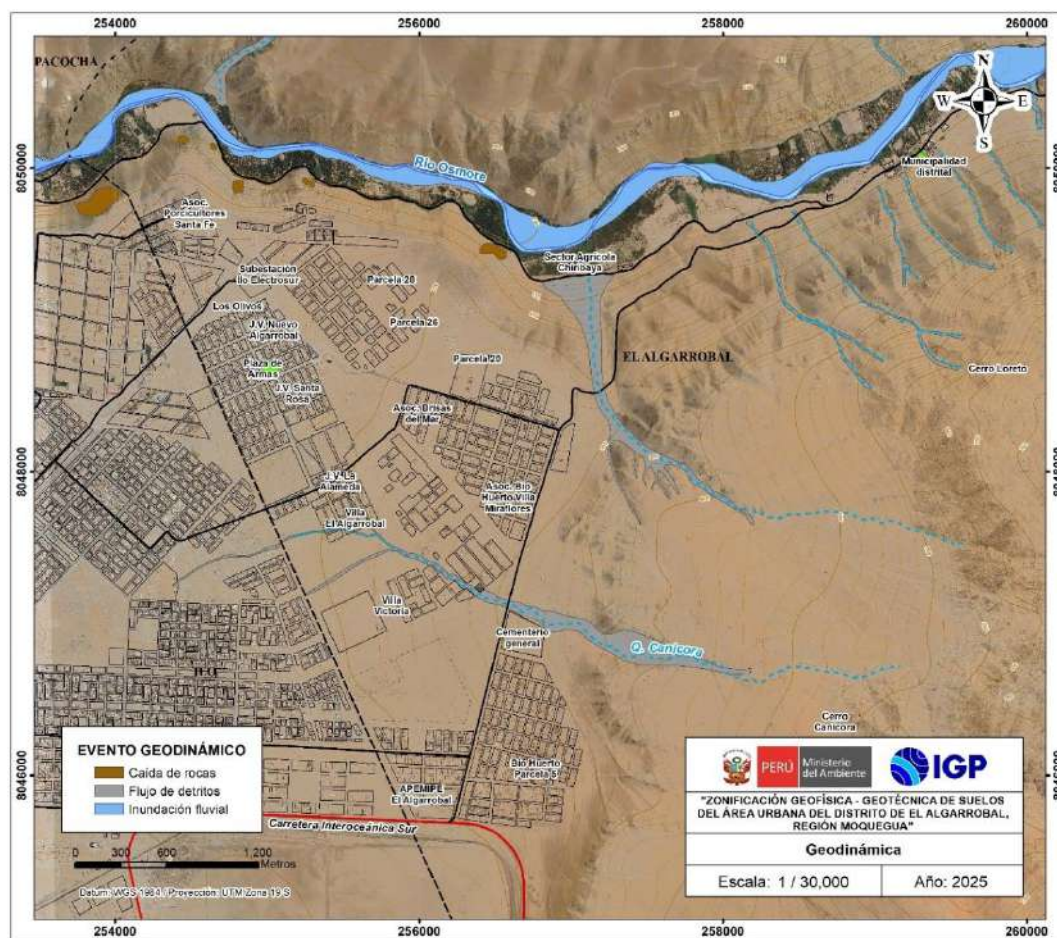 254000
256000
258000
260000
PACOCHA
N
W
E
S
8050000
8050000
Río Osmore
Municipalidad
distrital
Asoc.
Porcicultores
Santa Fe
Sector Agrícola
Chiribaya
Subestación
Ilo Electrosur
Parcela 28
Los Olivos
J.V. Nuevo
Algarrobal
Parcela 26
Plaza de
Armas
Parcela 20
EL ALGARROBAL
Cerro Loreto
J.V. Santa
Rosa
Asoc. Brisas
del Mar
8048000
8048000
J.V. La
Alameda
Asoc. Bio
Huerto Villa
Miraflores
Villa
El Algarrobal
Villa
Victoria
Cementerio
general
Q. Canicora
Cerro
Canicora
8046000
8046000
Bio Huerto
Parcela 5
APEMIPE
El Algarrobal
Carretera Interoceánica Sur
EVENTO GEODINÁMICO
Caída de rocas
Flujo de detritos
Inundación fluvial
0 300 600 1,200
Metros
Datum: WGS 1984 / Proyección: UTM Zona 19 S
PERÚ
Ministerio
del Ambiente
IGP
"ZONIFICACIÓN GEOFÍSICA - GEOTÉCNICA DE SUELOS
DEL ÁREA URBANA DEL DISTRITO DE EL ALGARROBAL,
REGIÓN MOQUEGUA"
Geodinámica
Escala: 1 / 30,000
Año: 2025
254000
256000
258000
260000